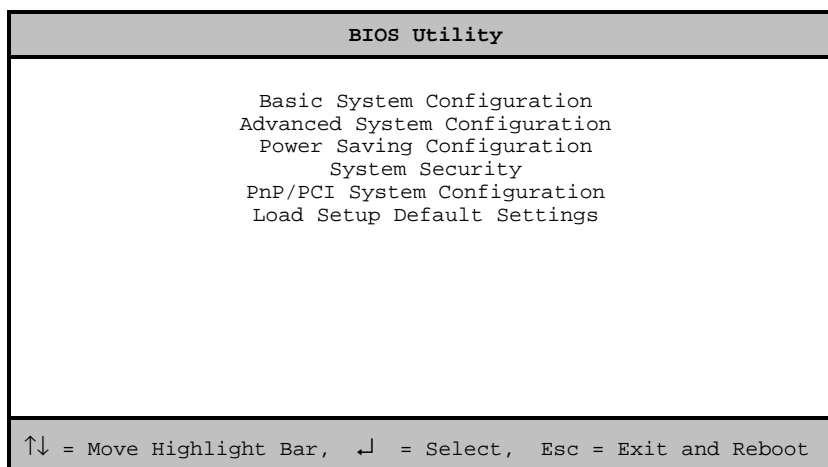 BIOS Utility
Basic System Configuration
Advanced System Configuration
Power Saving Configuration
System Security
PnP/PCI System Configuration
Load Setup Default Settings
↑↓ = Move Highlight Bar, ↵ = Select, Esc = Exit and Reboot